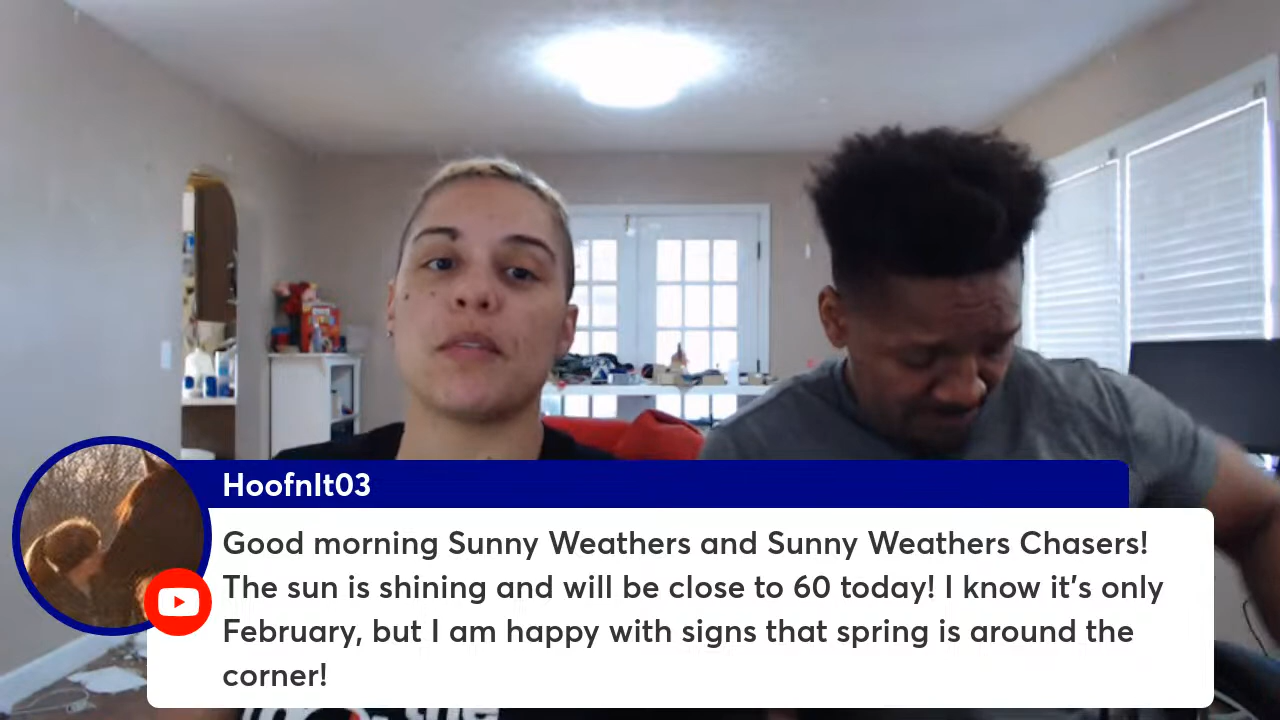 HoofnIt03
Good morning Sunny Weathers and Sunny Weathers Chasers!
The sun is shining and will be close to 60 today! I know it's only
February, but I am happy with signs that spring is around the
corner!
the